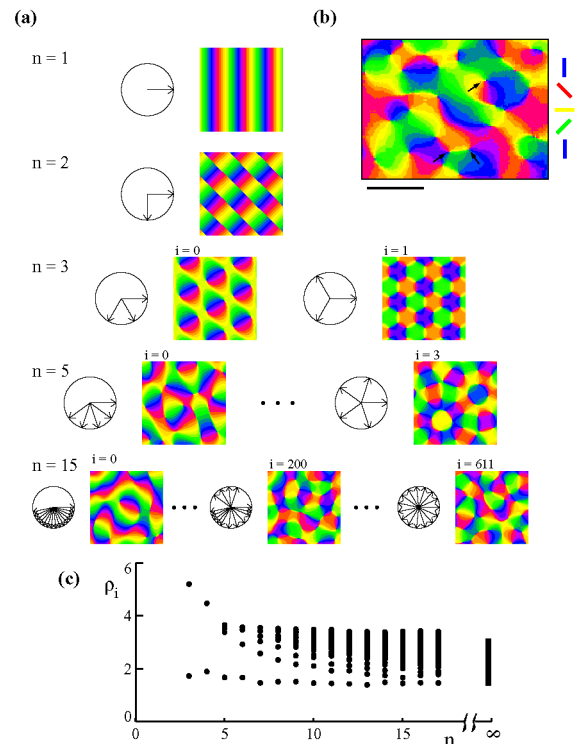 (a)
(b)
n = 1
n = 2
n = 3
i = 0
i = 1
n = 5
i = 0
i = 3
n = 15
i = 0
i = 200
i = 611
(c)
ρi
6
4
2
0
0
5
10
15
n
∞